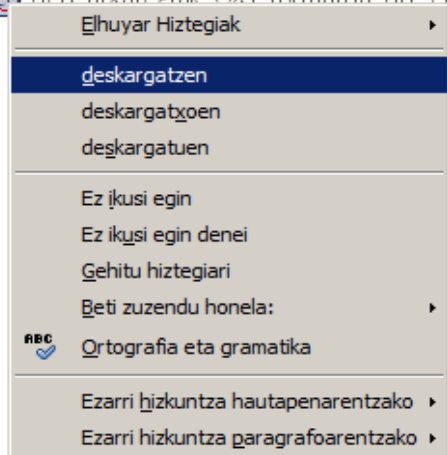 Elhuyar Hiztegiak
deskargatzen
deskargatxoen
deskargatuen
Ez ikusi egin
Ez ikusi egin denei
Gehitu hiztegiari
Beti zuzendu honela:
ABC Ortografia eta gramatika
Ezarri hizkuntza hautapenarentzako
Ezarri hizkuntza paragrafoarentzako